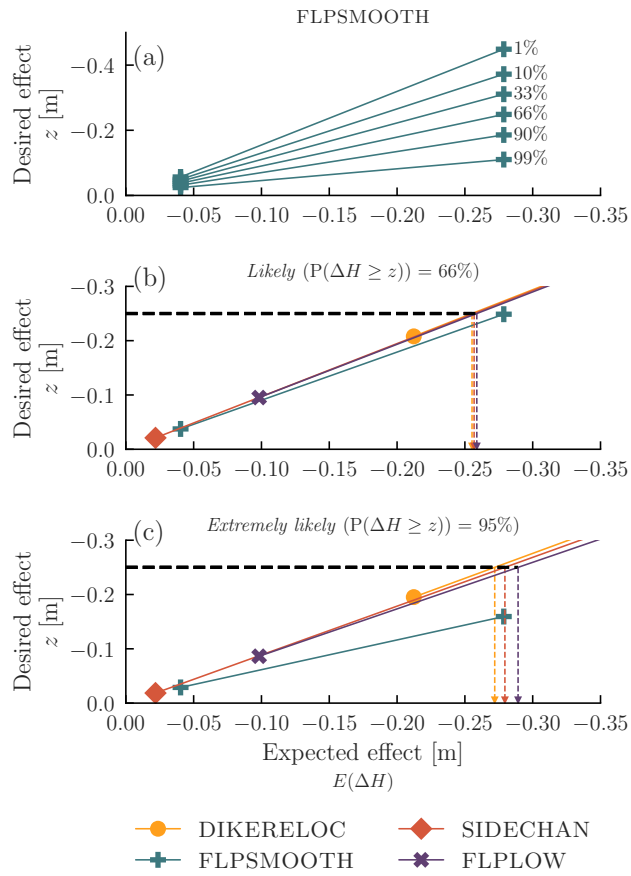 FLPSMOOTH
(a)
1%
10%
33%
66%
90%
99%
Desired effect
z [m]
−0.4
−0.2
0.0
0.00 −0.05 −0.10 −0.15 −0.20 −0.25 −0.30 −0.35
Likely (P(ΔH ≥ z)) = 66%)
(b)
Desired effect
z [m]
−0.3
−0.2
−0.1
0.0
0.00 −0.05 −0.10 −0.15 −0.20 −0.25 −0.30 −0.35
Extremely likely (P(ΔH ≥ z)) = 95%)
(c)
Desired effect
z [m]
−0.3
−0.2
−0.1
0.0
0.00 −0.05 −0.10 −0.15 −0.20 −0.25 −0.30 −0.35
Expected effect [m]
E(ΔH)
DIKERELOC SIDECHAN
FLPSMOOTH FLPLOW